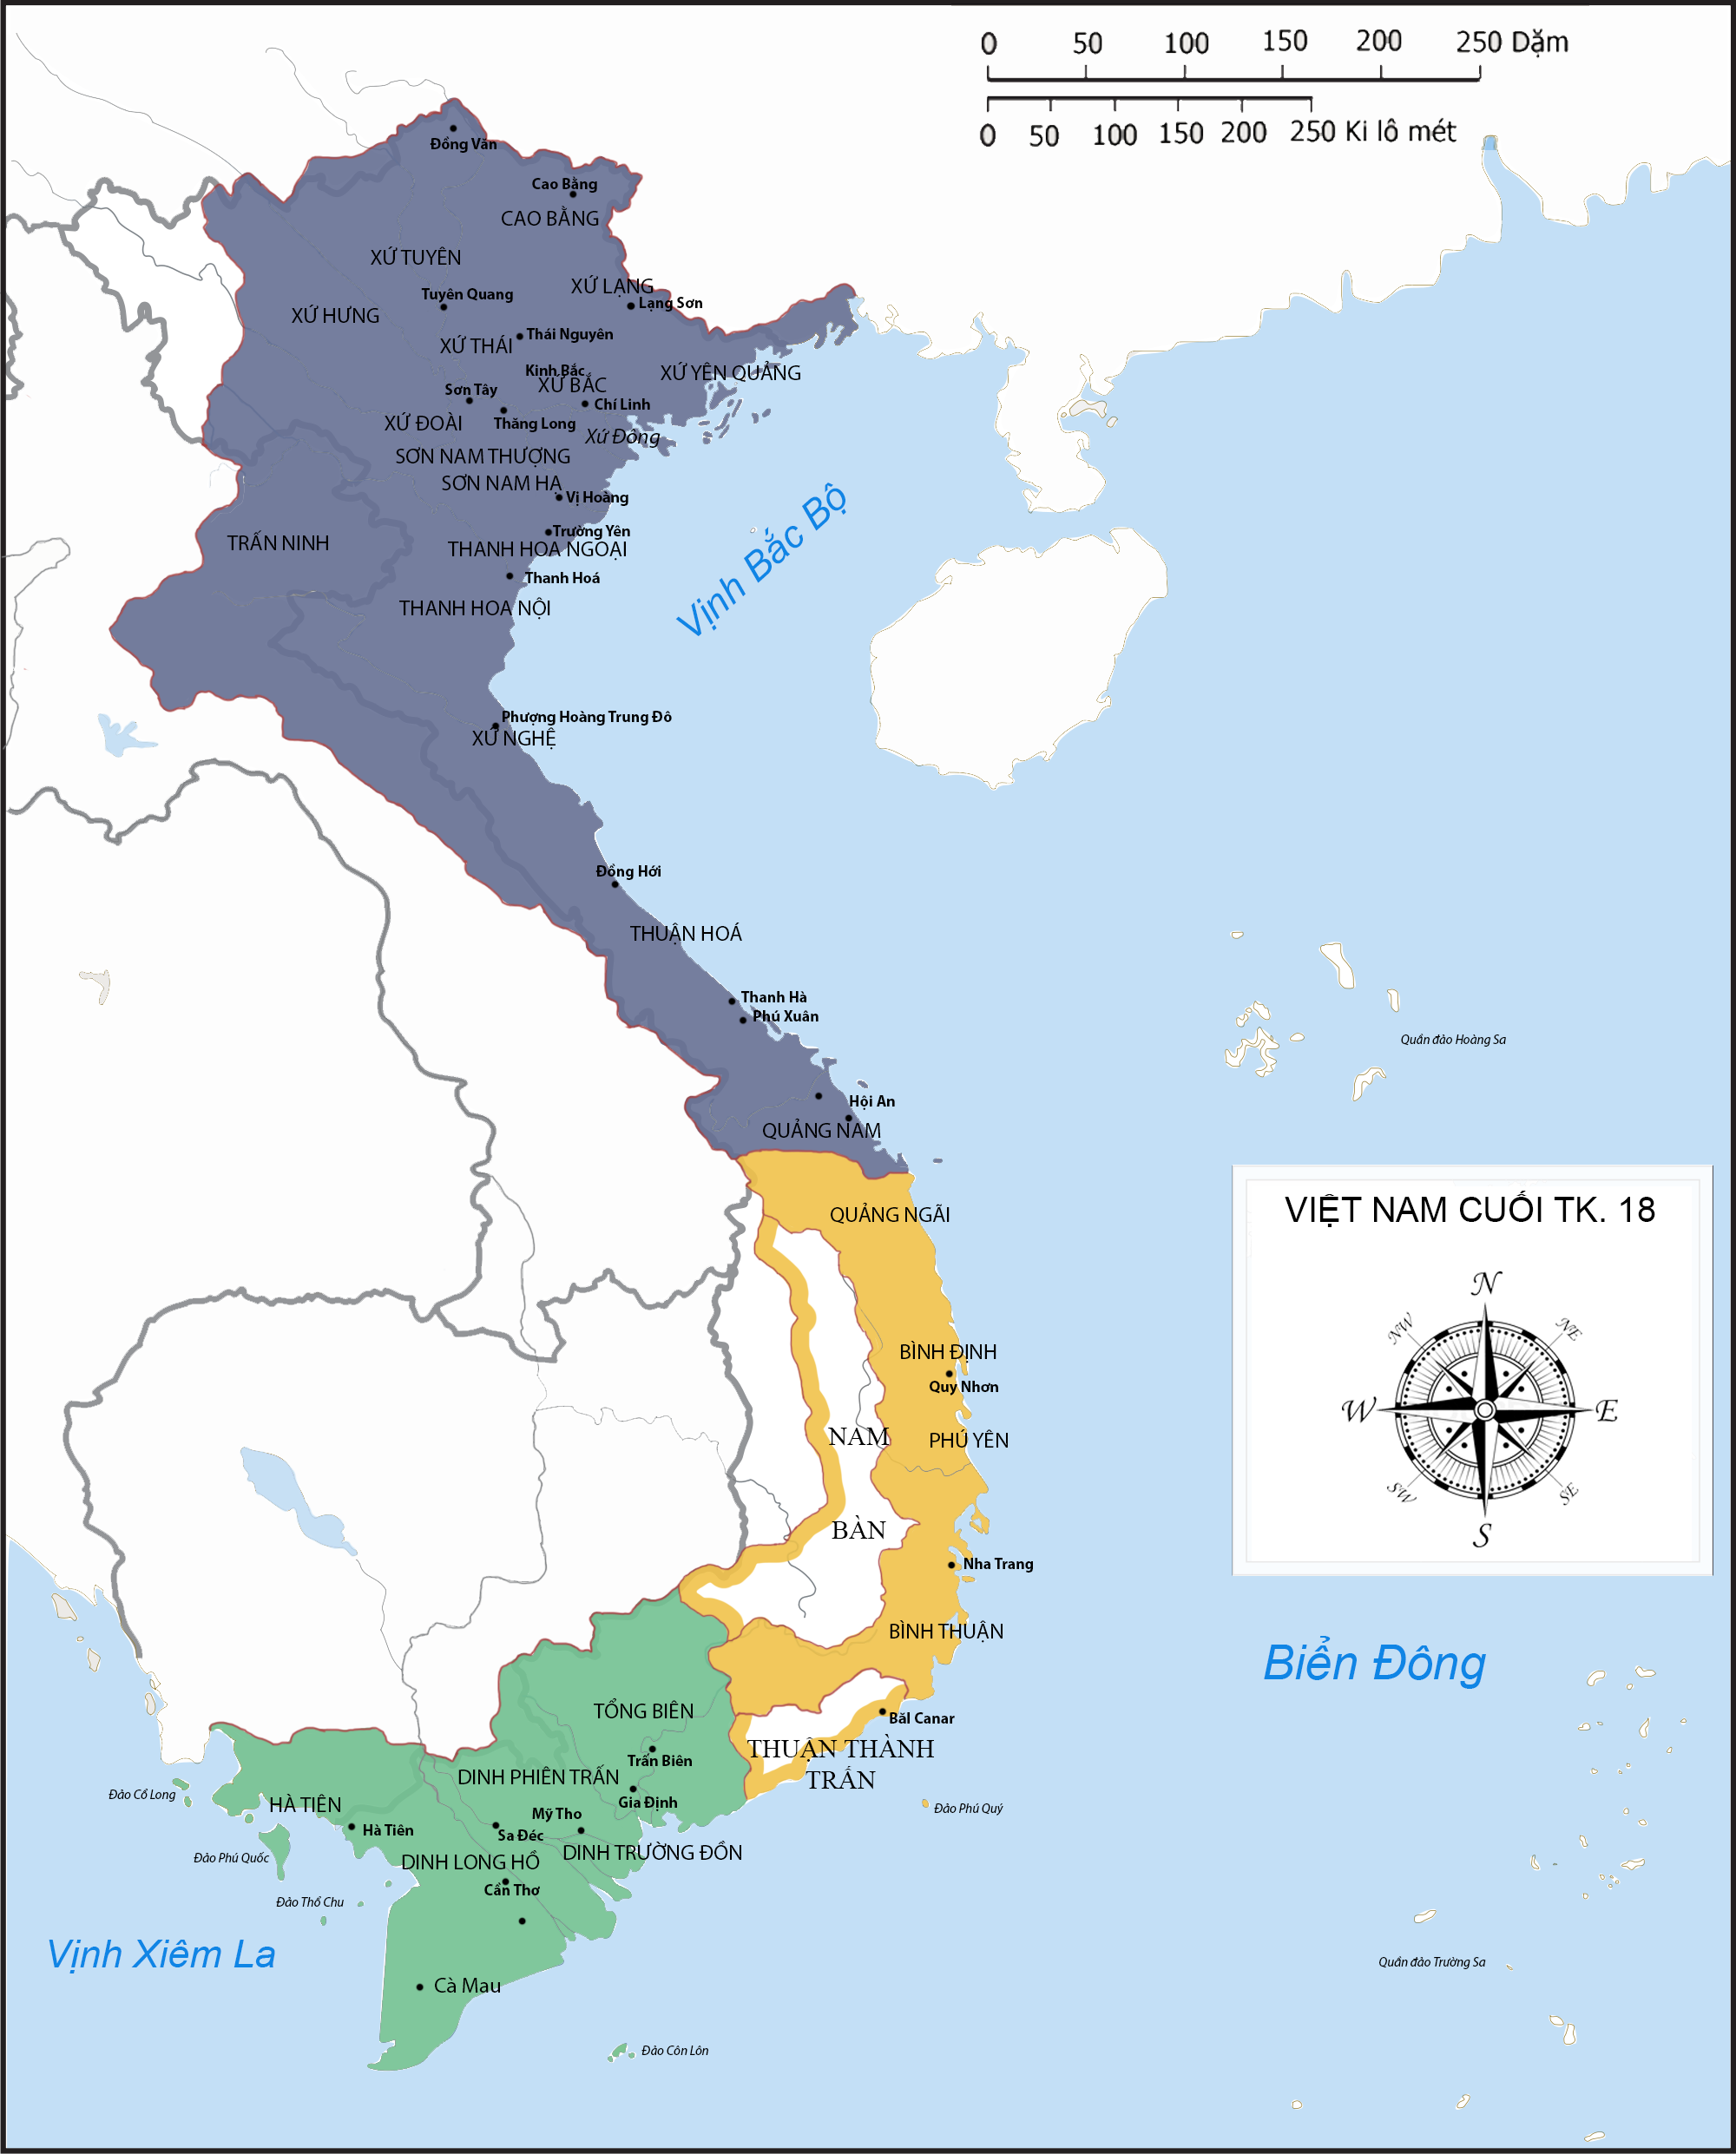 0 50 100 150 200 250 Dặm
0 50 100 150 200 250 Ki lô mét
Đồng Văn
Cao Bằng
CAO BẰNG
XỨ TUYÊN
XỨ LẠNG
Tuyên Quang
Lạng Sơn
XỨ HƯNG
Thái Nguyên
XỨ THÁI
Kinh Bắc
XỨ BẮC
XỨ YÊN QUẢNG
Sơn Tây
Chí Linh
XỨ ĐOÀI
Thăng Long
Xứ Đông
SƠN NAM THƯỢNG
SƠN NAM HẠ
Vị Hoàng
Trường Yên
TRẤN NINH
THANH HOA NGOẠI
Thanh Hoá
THANH HOA NỘI
Vịnh Bắc Bộ
Phượng Hoàng Trung Đô
XỨ NGHỆ
Đồng Hới
THUẬN HOÁ
Thanh Hà
Phú Xuân
Quần đảo Hoàng Sa
Hội An
QUẢNG NAM
VIỆT NAM CUỐI TK. 18
N
NW
NE
W
E
SW
SE
S
QUẢNG NGÃI
BÌNH ĐỊNH
Quy Nhơn
NAM
PHÚ YÊN
BÀN
Nha Trang
BÌNH THUẬN
Biển Đông
TỔNG BIÊN
Băl Canar
THUẬN THÀNH
TRẤN
Trấn Biên
DINH PHIÊN TRẤN
Đảo Cổ Long
HÀ TIÊN
Gia Định
Đảo Phú Quý
Mỹ Tho
Hà Tiên
Sa Đéc
DINH TRƯỜNG ĐỒN
Đảo Phú Quốc
DINH LONG HỒ
Cần Thơ
Đảo Thổ Chu
Vịnh Xiêm La
Quần đảo Trường Sa
Cà Mau
Đảo Côn Lôn